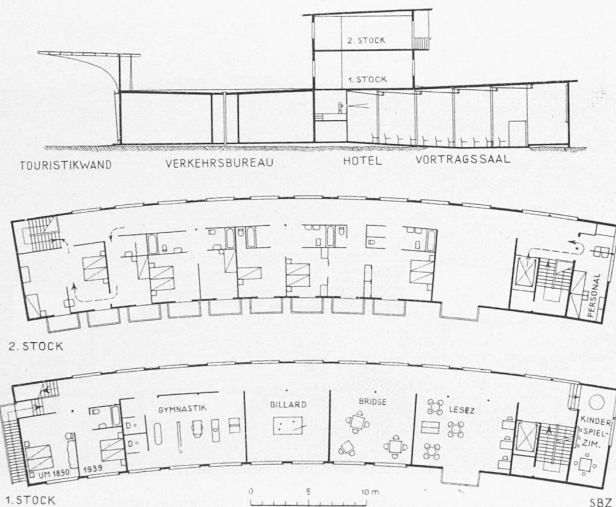 2. STOCK
1. STOCK
TOURISTIKWAND VERKEHRSBUREAU HOTEL VORTRAGSSAAL
PERSONAL
2. STOCK
GYMNASTIK BILLARD BRIDGE LESEZ KINDER
SPIEL-
ZIM.
D
D
UM 1890 1939
1. STOCK 0 5 10 m SBZ